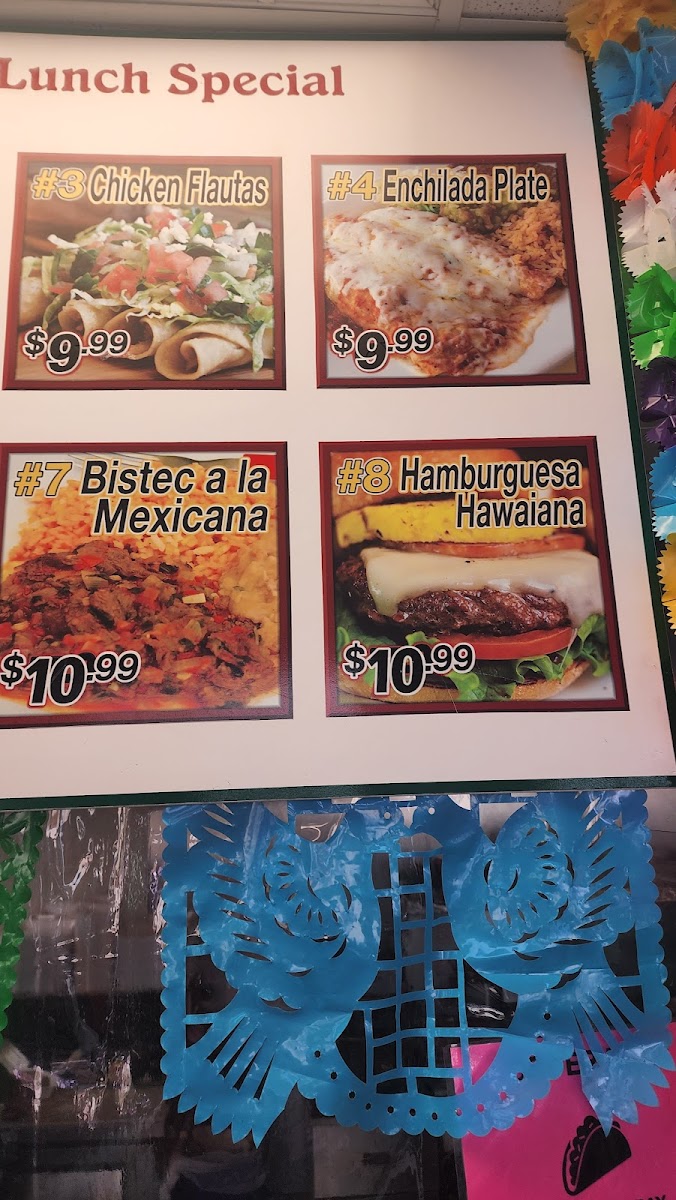 Lunch Special
#3 Chicken Flautas
$9.99
#4 Enchilada Plate
$9.99
#7 Bistec a la
Mexicana
$10.99
#8 Hamburguesa
Hawaiana
$10.99